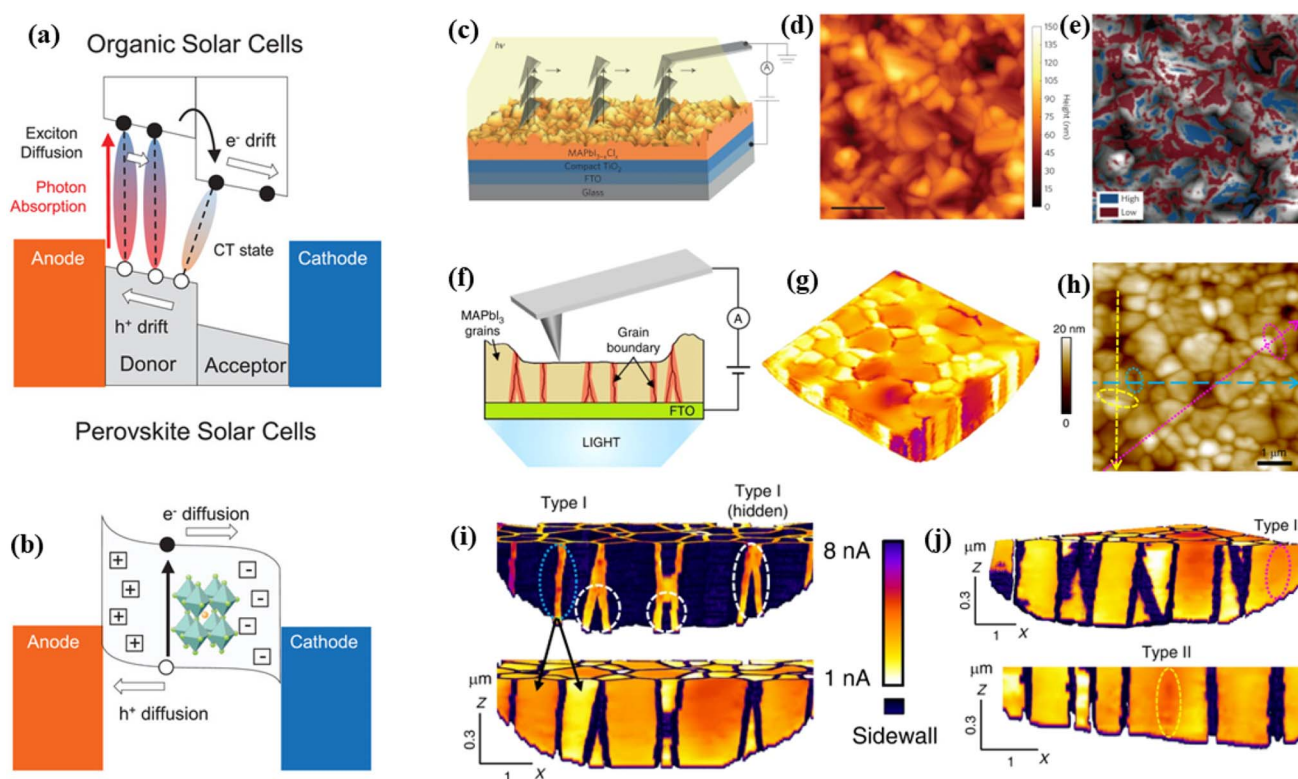 (a)
Organic Solar Cells
Exciton
Diffusion
Photon
Absorption
e- drift
CT state
Anode
Cathode
h+ drift
Donor
Acceptor
Perovskite Solar Cells
(b)
e- diffusion
Anode
Cathode
h+ diffusion
(c)
hν
A
MAPbI3-xClx
Compact TiO2
FTO
Glass
(d)
150
135
120
105
90
75
60
45
30
15
0
Height (nm)
(e)
High
Low
(f)
MAPbI3
grains
Grain
boundary
A
FTO
LIGHT
(g)
(h)
20 nm
0
1 μm
(i)
Type I
Type I
(hidden)
8 nA
1 nA
Sidewall
μm
Z
0.3
1
X
(j)
Type I
μm
Z
0.3
1
X
Type II
μm
Z
0.3
1
X